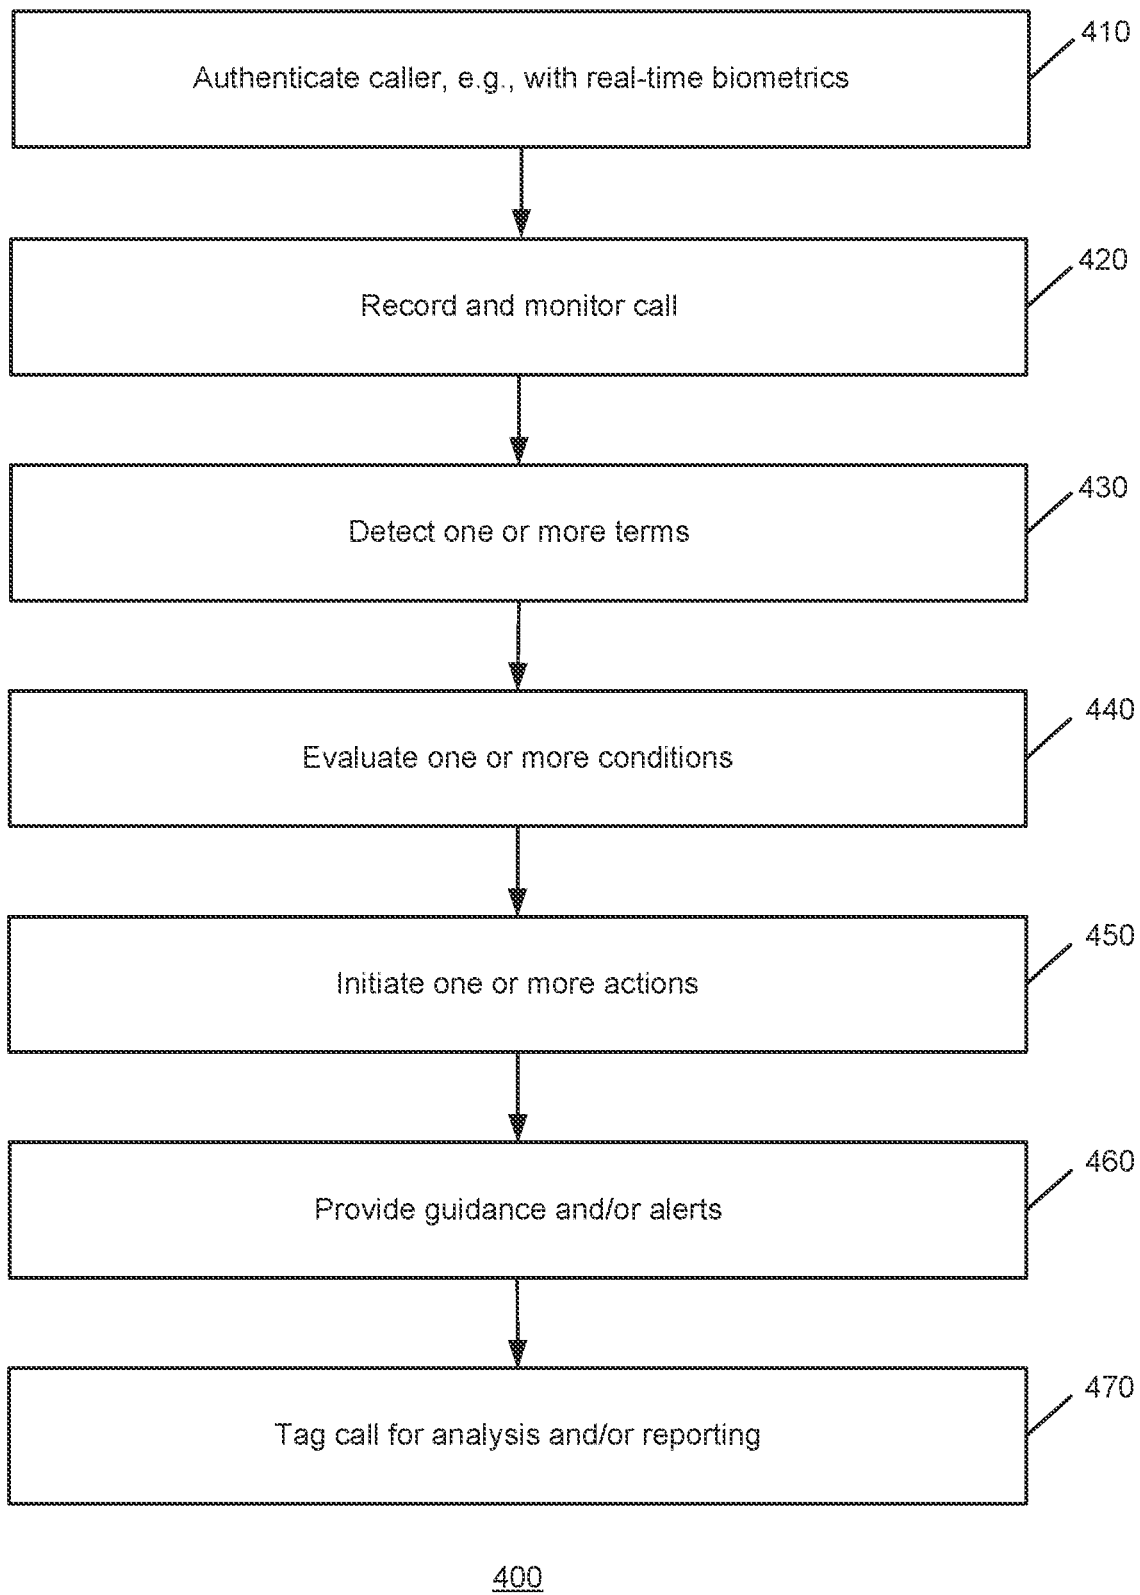 410
Authenticate caller, e.g., with real-time biometrics
420
Record and monitor call
430
Detect one or more terms
440
Evaluate one or more conditions
450
Initiate one or more actions
460
Provide guidance and/or alerts
470
Tag call for analysis and/or reporting
400